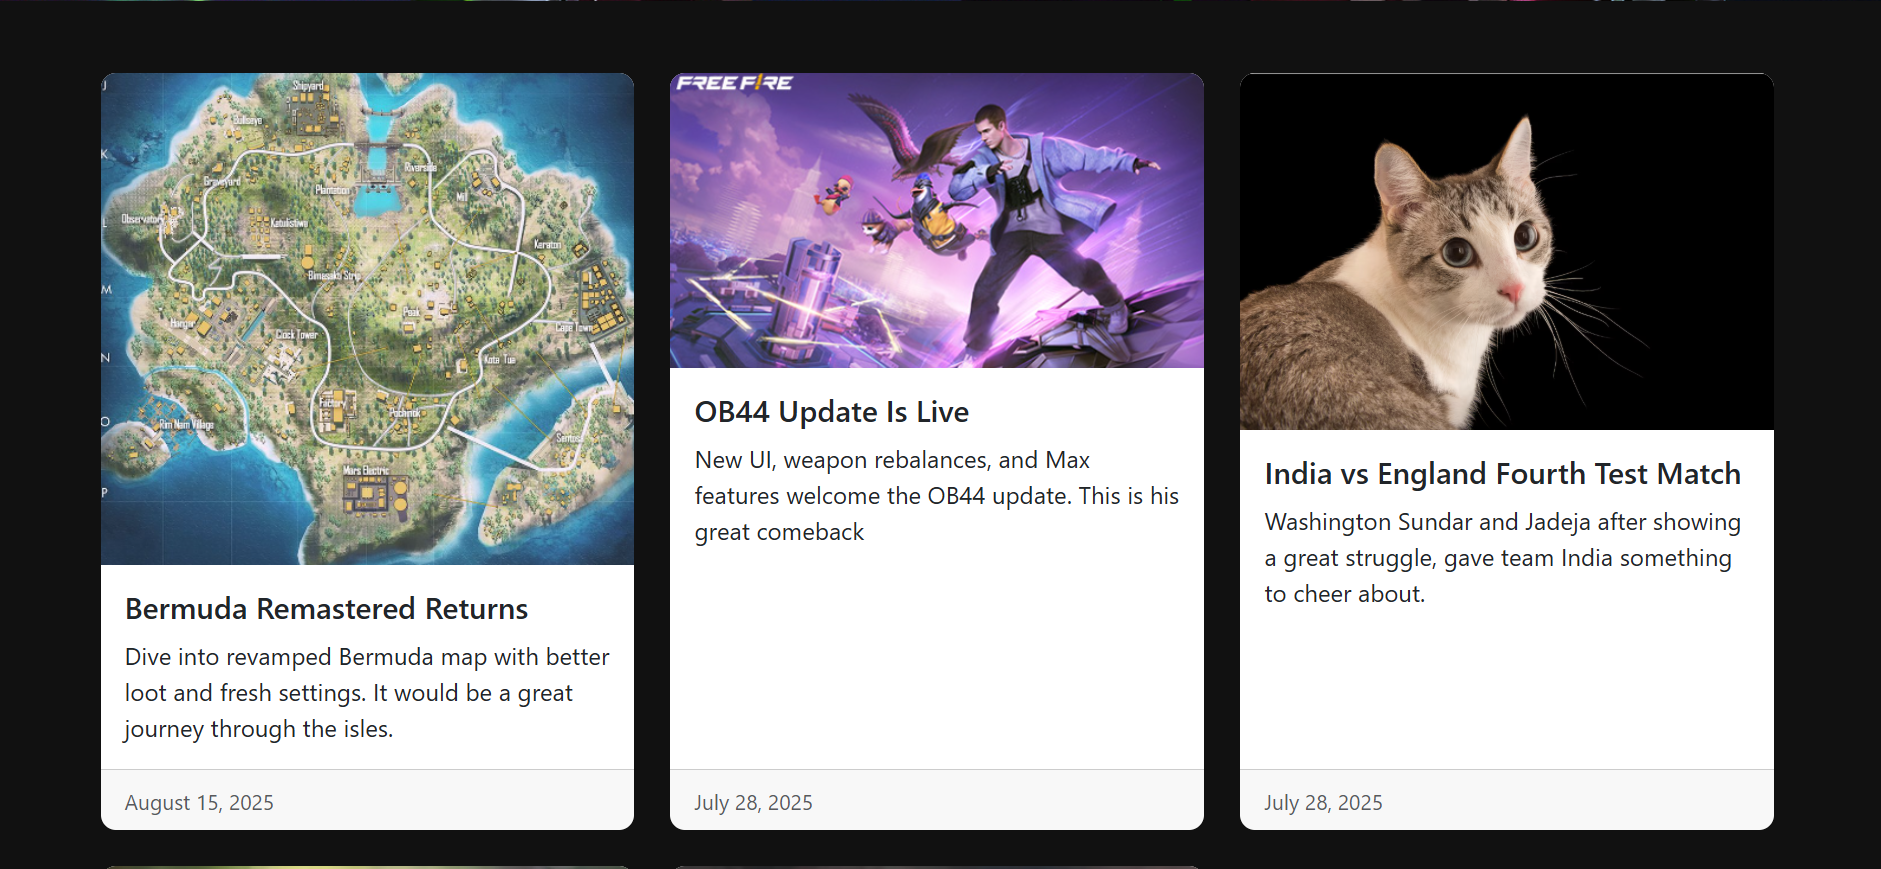 J
K
L
M
N
O
P
Shipyard
Bullseye
Riverside
Graveyard
Plantation
Mill
Observatory
Katulistiwa
Keraton
Bimasakti Strip
Peak
Hangar
Cape Town
Clock Tower
Kota Tua
Factory
Pochinok
Rim Nam Village
Sentosa
Mars Electric
Bermuda Remastered Returns
Dive into revamped Bermuda map with better
loot and fresh settings. It would be a great
journey through the isles.
August 15, 2025
FREE FIRE
OB44 Update Is Live
New UI, weapon rebalances, and Max
features welcome the OB44 update. This is his
great comeback
July 28, 2025
India vs England Fourth Test Match
Washington Sundar and Jadeja after showing
a great struggle, gave team India something
to cheer about.
July 28, 2025